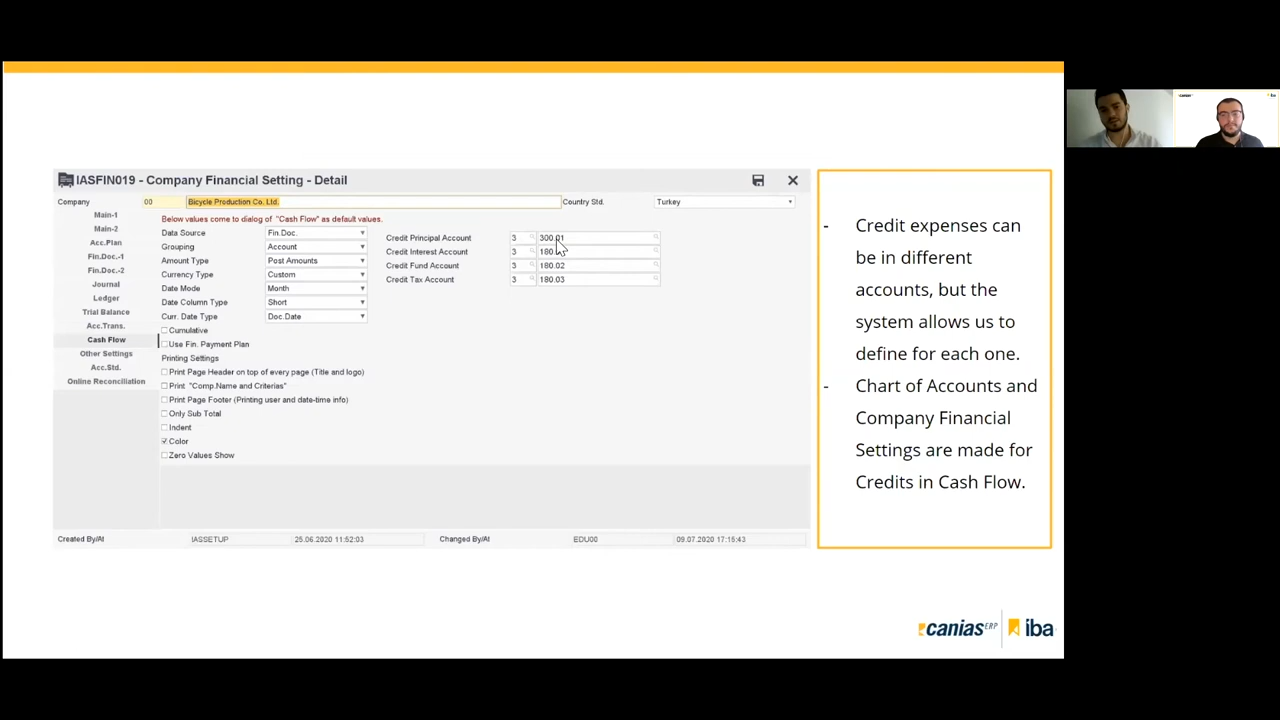 IASFIN019 - Company Financial Setting - Detail
Company 00 Bicycle Production Co. Ltd. Country Std. Turkey
Main-1
Main-2
Acc.Plan
Fin.Doc.-1
Fin.Doc.-2
Journal
Ledger
Trial Balance
Acc.Trans.
Cash Flow
Other Settings
Acc.Std.
Online Reconciliation
Below values come to dialog of "Cash Flow" as default values.
Data Source Fin.Doc.
Grouping Account
Amount Type Post Amounts
Currency Type Custom
Date Mode Month
Date Column Type Short
Curr. Date Type Doc.Date
Cumulative
Use Fin. Payment Plan
Printing Settings
Print Page Header on top of every page (Title and logo)
Print "Comp.Name and Criterias"
Print Page Footer (Printing user and date-time info)
Only Sub Total
Indent
Color
Zero Values Show
Credit Principal Account 3 300.01
Credit Interest Account 3
Credit Fund Account 3 180.02
Credit Tax Account 3 180.03
Created By/At IASSETUP 25.06.2020 11:52:03 Changed By/At EDU00 09.07.2020 17:15:43
- Credit expenses can
be in different
accounts, but the
system allows us to
define for each one.
- Chart of Accounts and
Company Financial
Settings are made for
Credits in Cash Flow.
canias ERP iba
canias iba